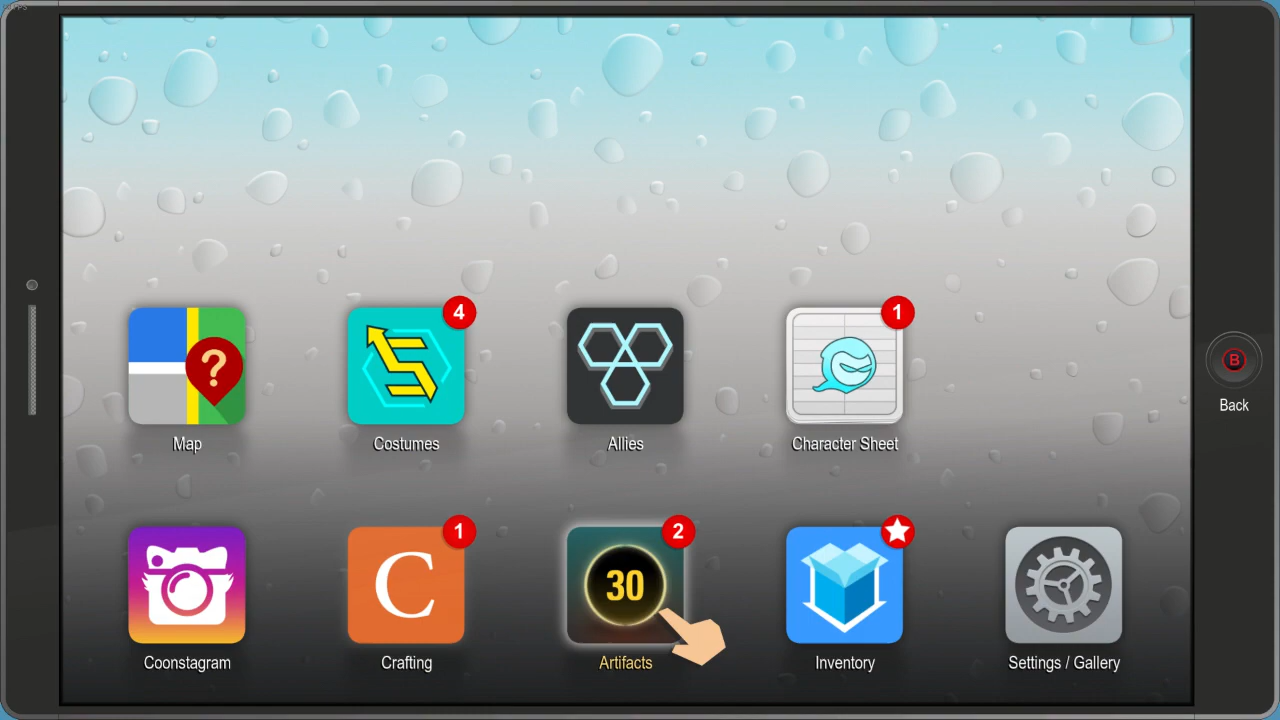 4
1
?
Map
Costumes
Allies
Character Sheet
B
Back
1
2
C
30
Coonstagram
Crafting
Artifacts
Inventory
Settings / Gallery